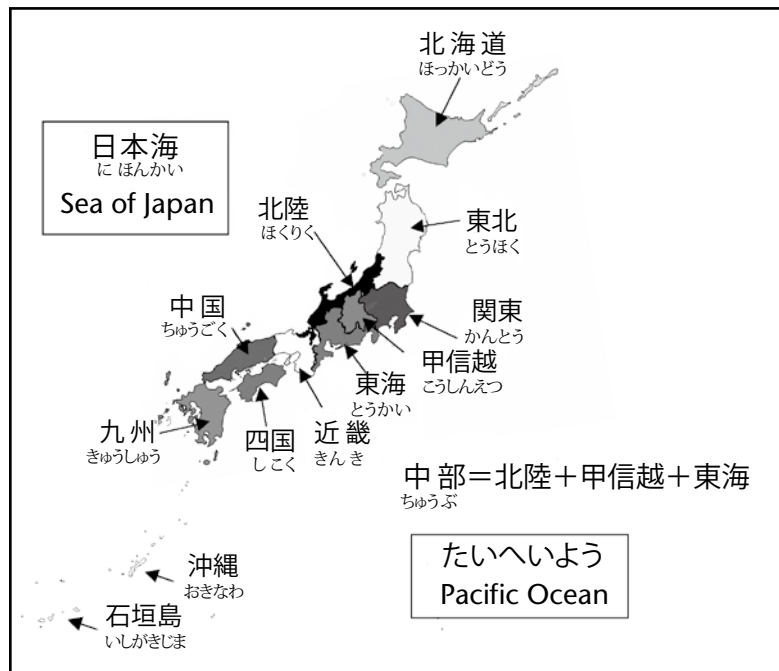 北海道
ほっかいどう
日本海
に ほんかい
Sea of Japan
北陸
ほくりく
東北
とうほく
中国
ちゅうごく
関東
かんとう
甲信越
こうしんえつ
東海
とうかい
九州
きゅうしゅう
四国
しこく
近畿
きんき
中部＝北陸＋甲信越＋東海
ちゅうぶ
たいへいよう
Pacific Ocean
沖縄
おきなわ
石垣島
いしがきじま